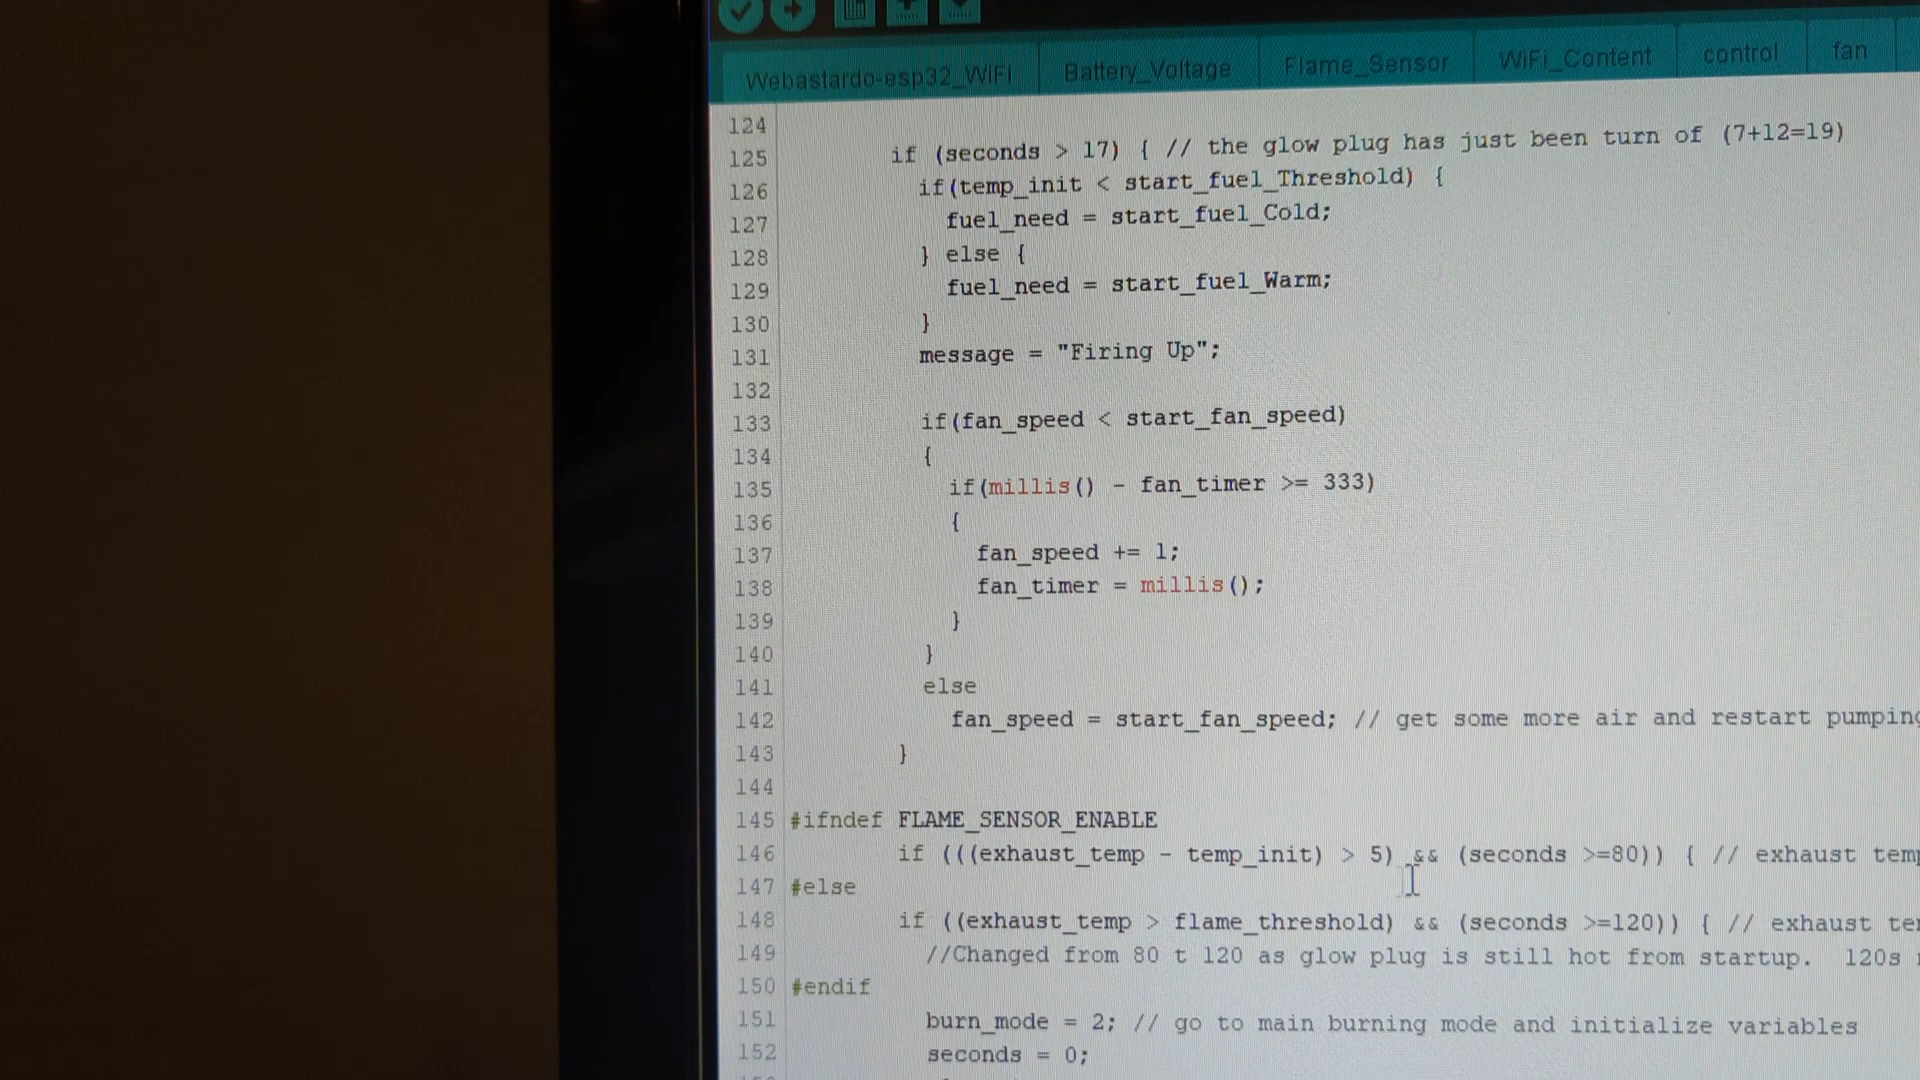 Webastardo-esp32_WiFi Battery_Voltage Flame_Sensor WiFi_Content control fan
124
125 if (seconds > 17) { // the glow plug has just been turn of (7+12=19)
126 if(temp_init < start_fuel_Threshold) {
127 fuel_need = start_fuel_Cold;
128 } else {
129 fuel_need = start_fuel_Warm;
130 }
131 message = "Firing Up";
132
133 if(fan_speed < start_fan_speed)
134 {
135 if(millis() - fan_timer >= 333)
136 {
137 fan_speed += 1;
138 fan_timer = millis();
139 }
140 }
141 else
142 fan_speed = start_fan_speed; // get some more air and restart pumping
143 }
144
145 #ifndef FLAME_SENSOR_ENABLE
146 if (((exhaust_temp - temp_init) > 5) && (seconds >=80)) { // exhaust temp
147 #else
148 if ((exhaust_temp > flame_threshold) && (seconds >=120)) { // exhaust te
149 //Changed from 80 t 120 as glow plug is still hot from startup. 120s
150 #endif
151 burn_mode = 2; // go to main burning mode and initialize variables
152 seconds = 0;